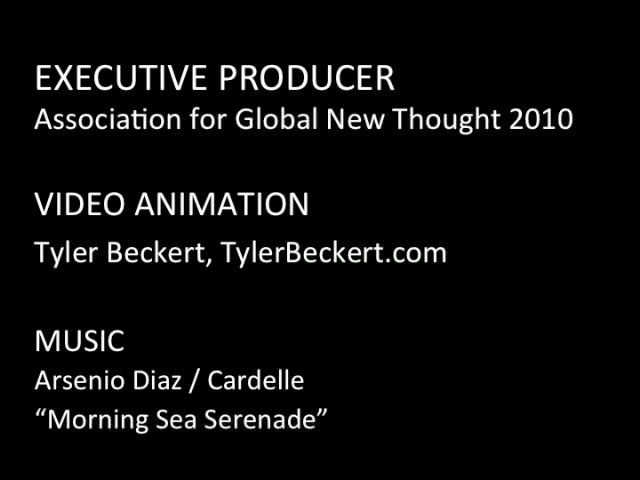 EXECUTIVE PRODUCER
Association for Global New Thought 2010
VIDEO ANIMATION
Tyler Beckert, TylerBeckert.com
MUSIC
Arsenio Diaz / Cardelle
“Morning Sea Serenade”